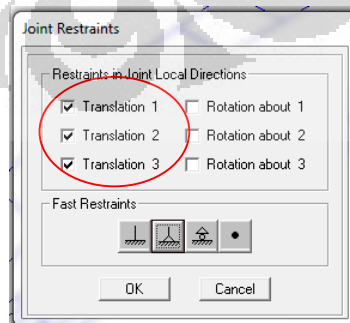 Joint Restraints
Restraints in Joint Local Directions
Translation 1 Rotation about 1
Translation 2 Rotation about 2
Translation 3 Rotation about 3
Fast Restraints
OK Cancel